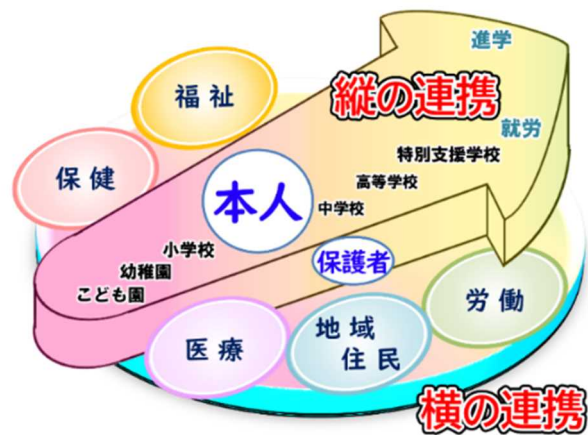 進学
福祉
縦の連携
就労
特別支援学校
保健
高等学校
本人
中学校
小学校
保護者
幼稚園
こども園
労働
地域
住民
医療
横の連携